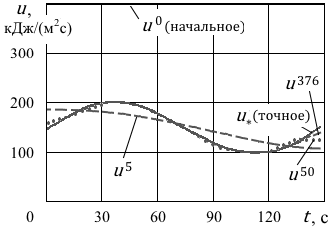 u,
кДж/(м²с)
u⁰ (начальное)
300
u³⁷⁶
200
u* (точное)
100
u⁵
u⁵⁰
0
30
60
90
120
t, с